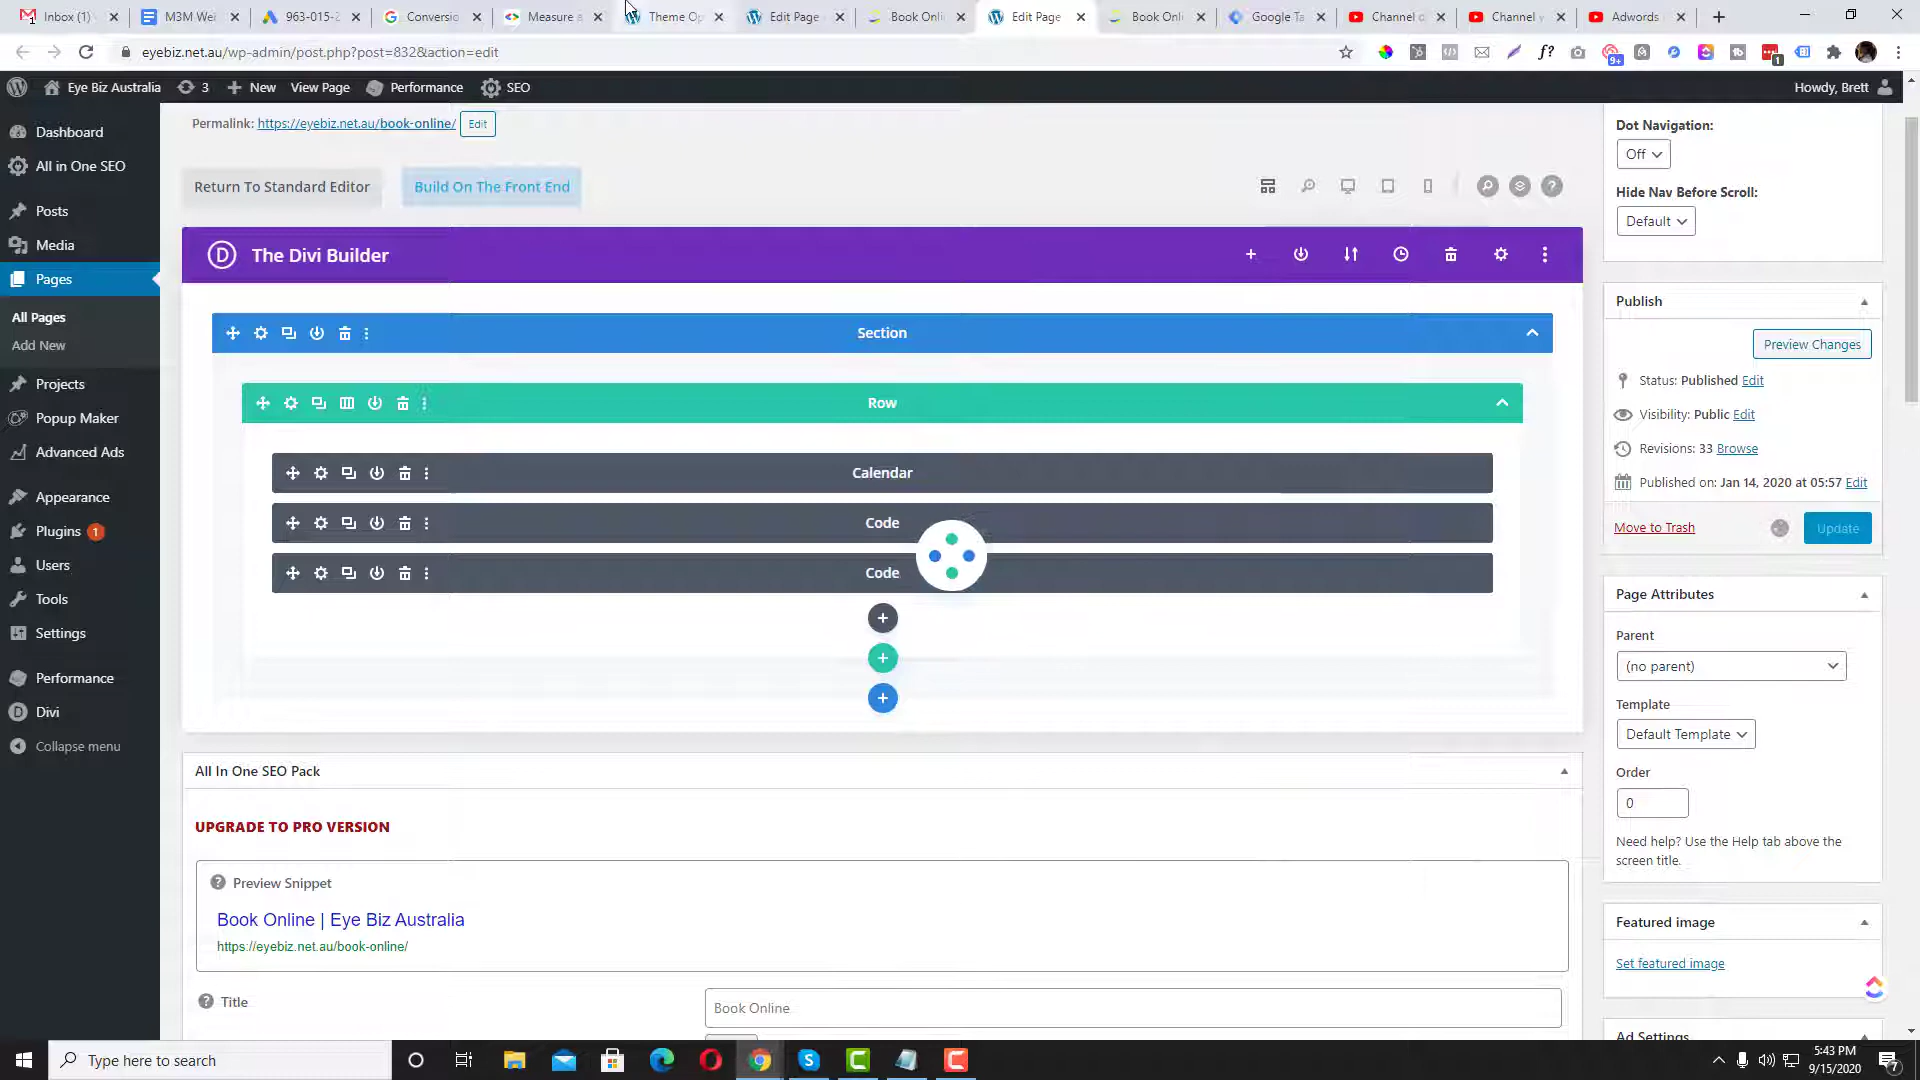 Inbox (1)
M3M Wei
963-015-2
Conversio
Measure a
Theme Op
Edit Page
Book Onli
Edit Page
Book Onli
Google Ta
Channel c
Channel v
Adwords
eyebiz.net.au/wp-admin/post.php?post=832&action=edit
f?
9+
1
Eye Biz Australia
3
New
View Page
Performance
SEO
Howdy, Brett
Dashboard
All in One SEO
Posts
Media
Pages
All Pages
Add New
Projects
Popup Maker
Advanced Ads
Appearance
Plugins 1
Users
Tools
Settings
Performance
Divi
Collapse menu
Permalink: https://eyebiz.net.au/book-online/ Edit
Return To Standard Editor
Build On The Front End
D The Divi Builder
Section
Row
Calendar
Code
Code
All In One SEO Pack
UPGRADE TO PRO VERSION
Preview Snippet
Book Online | Eye Biz Australia
https://eyebiz.net.au/book-online/
Title
Book Online
Dot Navigation:
Off
Hide Nav Before Scroll:
Default
Publish
Preview Changes
Status: Published Edit
Visibility: Public Edit
Revisions: 33 Browse
Published on: Jan 14, 2020 at 05:57 Edit
Move to Trash
Update
Page Attributes
Parent
(no parent)
Template
Default Template
Order
0
Need help? Use the Help tab above the
screen title.
Featured image
Set featured image
Ad Settings
Type here to search
5:43 PM
9/15/2020
7